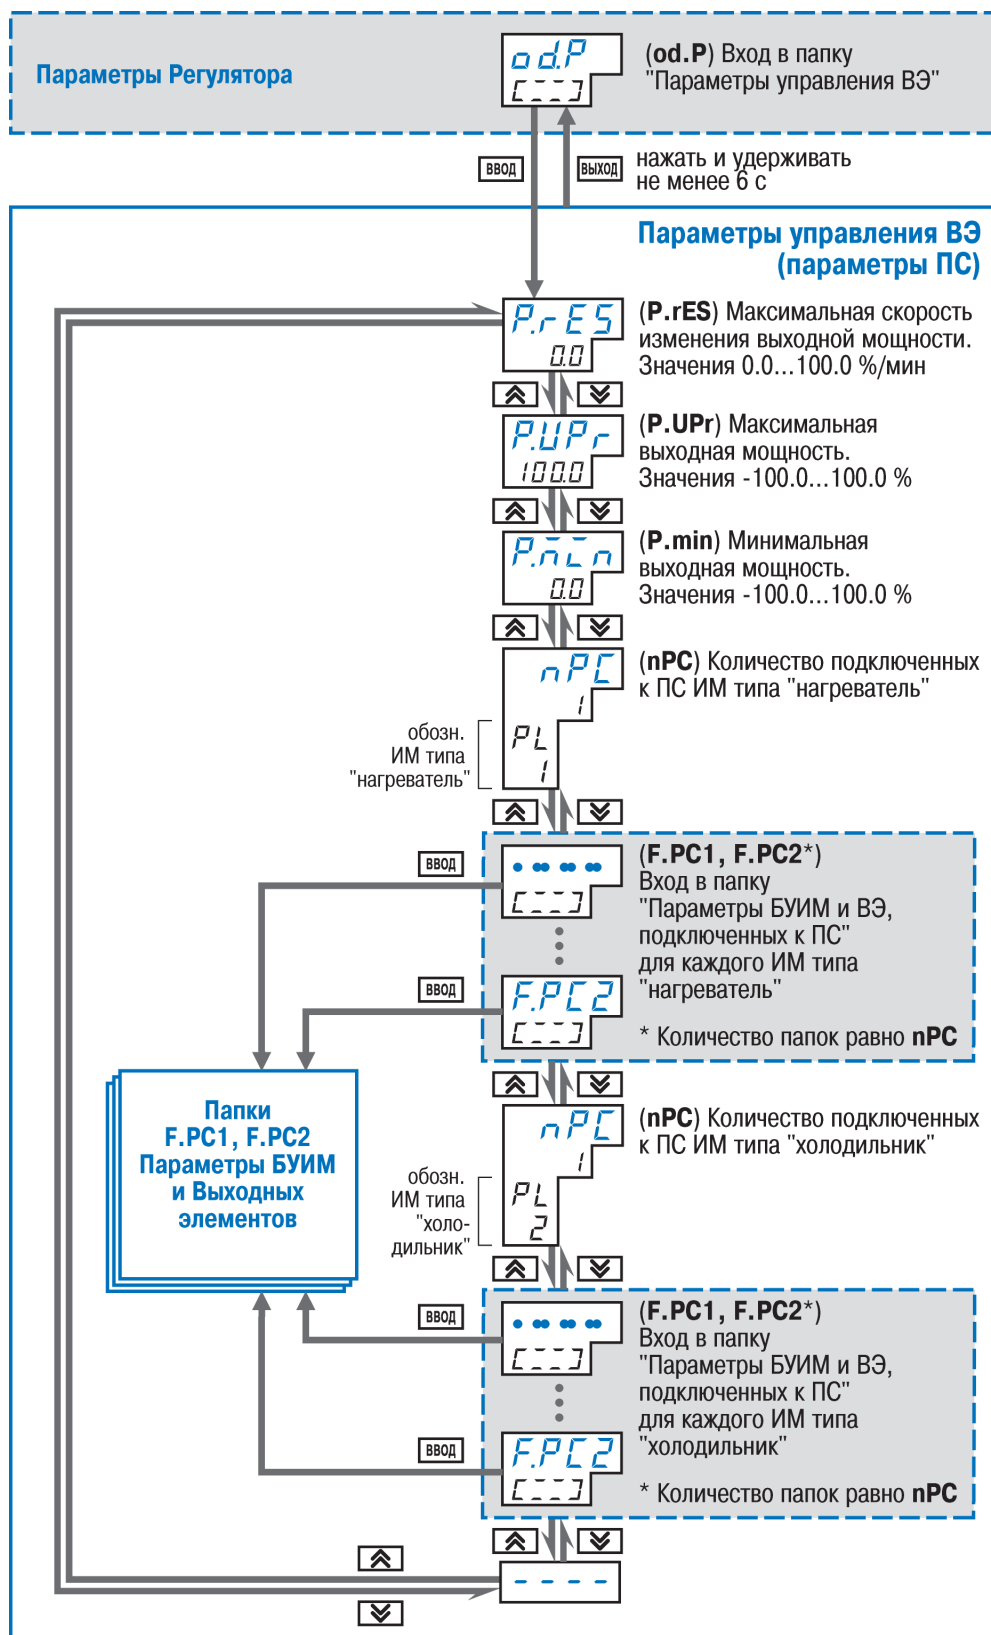 Параметры Регулятора
od.P
(od.P) Вход в папку
"Параметры управления ВЭ"
ВВОД
ВЫХОД
нажать и удерживать
не менее 6 с
Параметры управления ВЭ
(параметры ПС)
P.rES
0.0
(P.rES) Максимальная скорость
изменения выходной мощности.
Значения 0.0...100.0 %/мин
P.UPr
100.0
(P.UPr) Максимальная
выходная мощность.
Значения -100.0...100.0 %
P.min
0.0
(P.min) Минимальная
выходная мощность.
Значения -100.0...100.0 %
nPC
1
PL
1
(nPC) Количество подключенных
к ПС ИМ типа "нагреватель"
обозн.
ИМ типа
"нагреватель"
ВВОД
(F.PC1, F.PC2*)
Вход в папку
"Параметры БУИМ и ВЭ,
подключенных к ПС"
для каждого ИМ типа
"нагреватель"
ВВОД
F.PC2
* Количество папок равно nPC
Папки
F.PC1, F.PC2
Параметры БУИМ
и Выходных
элементов
nPC
1
PL
2
(nPC) Количество подключенных
к ПС ИМ типа "холодильник"
обозн.
ИМ типа
"холо-
дильник"
ВВОД
(F.PC1, F.PC2*)
Вход в папку
"Параметры БУИМ и ВЭ,
подключенных к ПС"
для каждого ИМ типа
"холодильник"
ВВОД
F.PC2
* Количество папок равно nPC
- - - -